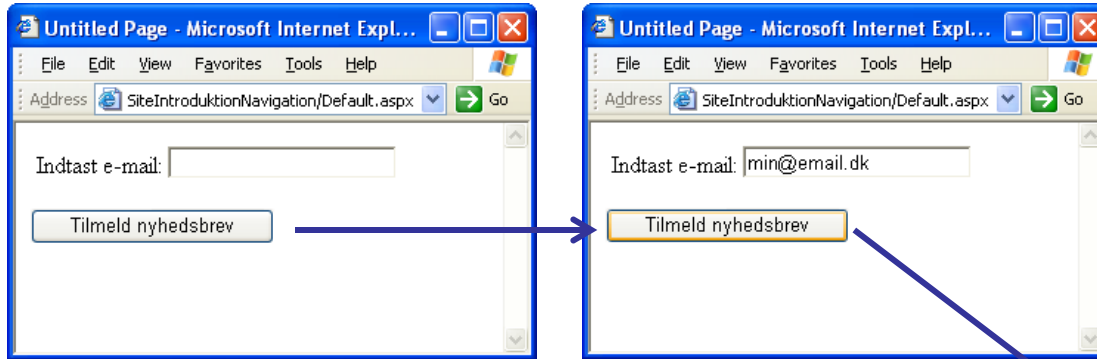 Untitled Page - Microsoft Internet Expl...
File Edit View Favorites Tools Help
Address SiteIntroduktionNavigation/Default.aspx Go
Indtast e-mail:
Tilmeld nyhedsbrev
Untitled Page - Microsoft Internet Expl...
File Edit View Favorites Tools Help
Address SiteIntroduktionNavigation/Default.aspx Go
Indtast e-mail: min@email.dk
Tilmeld nyhedsbrev